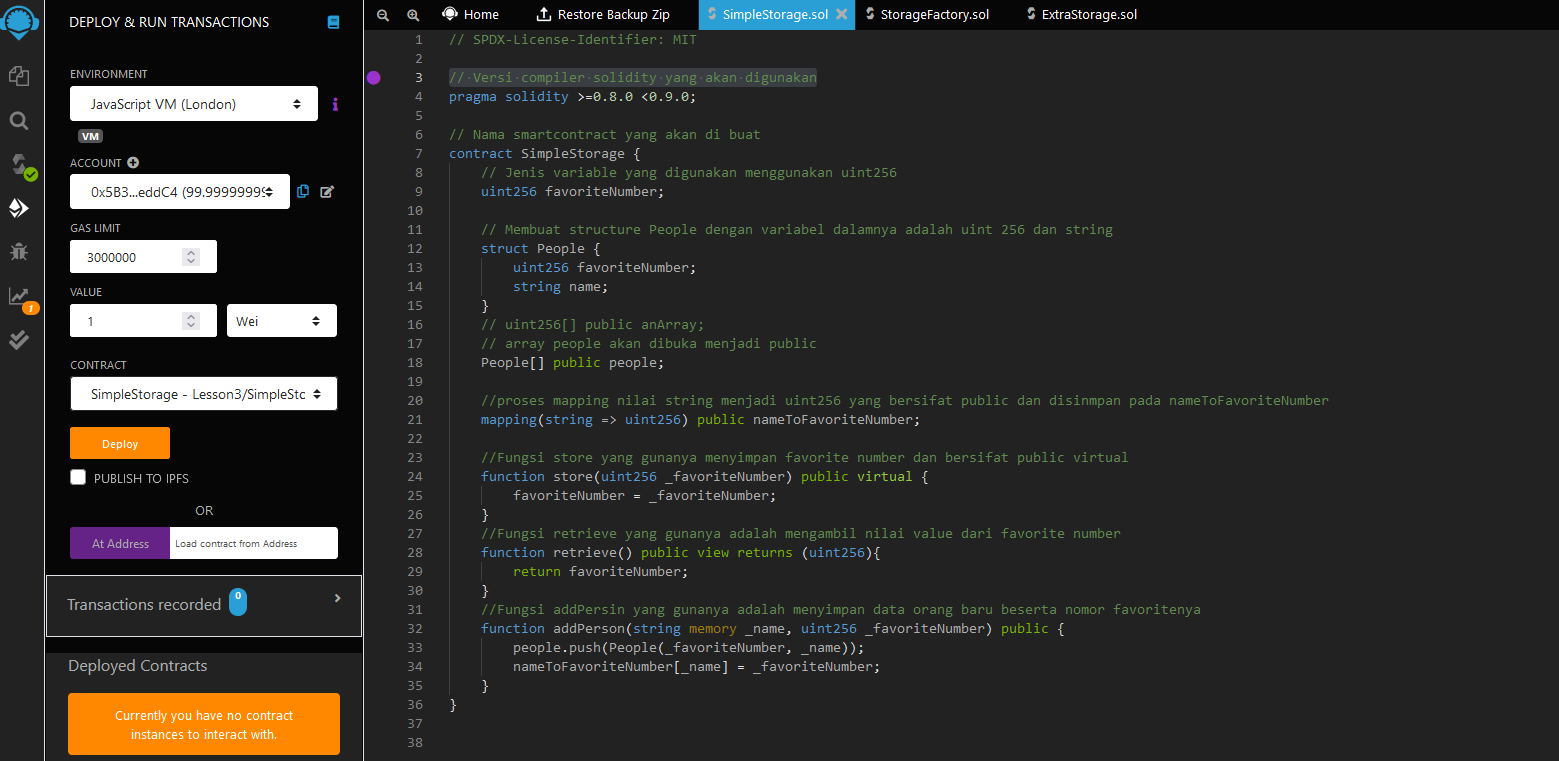 DEPLOY & RUN TRANSACTIONS
ENVIRONMENT
JavaScript VM (London)
VM
ACCOUNT
0x5B3...eddC4 (99.99999999
GAS LIMIT
3000000
VALUE
1
Wei
CONTRACT
SimpleStorage - Lesson3/SimpleStc
Deploy
PUBLISH TO IPFS
OR
At Address
Load contract from Address
Transactions recorded 0
Deployed Contracts
Currently you have no contract
instances to interact with.
1
Home
Restore Backup Zip
SimpleStorage.sol
StorageFactory.sol
ExtraStorage.sol
1 // SPDX-License-Identifier: MIT
2
3 // Versi compiler solidity yang akan digunakan
4 pragma solidity >=0.8.0 <0.9.0;
5
6 // Nama smartcontract yang akan di buat
7 contract SimpleStorage {
8 // Jenis variable yang digunakan menggunakan uint256
9 uint256 favoriteNumber;
10
11 // Membuat structure People dengan variabel dalamnya adalah uint 256 dan string
12 struct People {
13 uint256 favoriteNumber;
14 string name;
15 }
16 // uint256[] public anArray;
17 // array people akan dibuka menjadi public
18 People[] public people;
19
20 //proses mapping nilai string menjadi uint256 yang bersifat public dan disinmpan pada nameToFavoriteNumber
21 mapping(string => uint256) public nameToFavoriteNumber;
22
23 //Fungsi store yang gunanya menyimpan favorite number dan bersifat public virtual
24 function store(uint256 _favoriteNumber) public virtual {
25 favoriteNumber = _favoriteNumber;
26 }
27 //Fungsi retrieve yang gunanya adalah mengambil nilai value dari favorite number
28 function retrieve() public view returns (uint256){
29 return favoriteNumber;
30 }
31 //Fungsi addPersin yang gunanya adalah menyimpan data orang baru beserta nomor favoritenya
32 function addPerson(string memory _name, uint256 _favoriteNumber) public {
33 people.push(People(_favoriteNumber, _name));
34 nameToFavoriteNumber[_name] = _favoriteNumber;
35 }
36 }
37
38